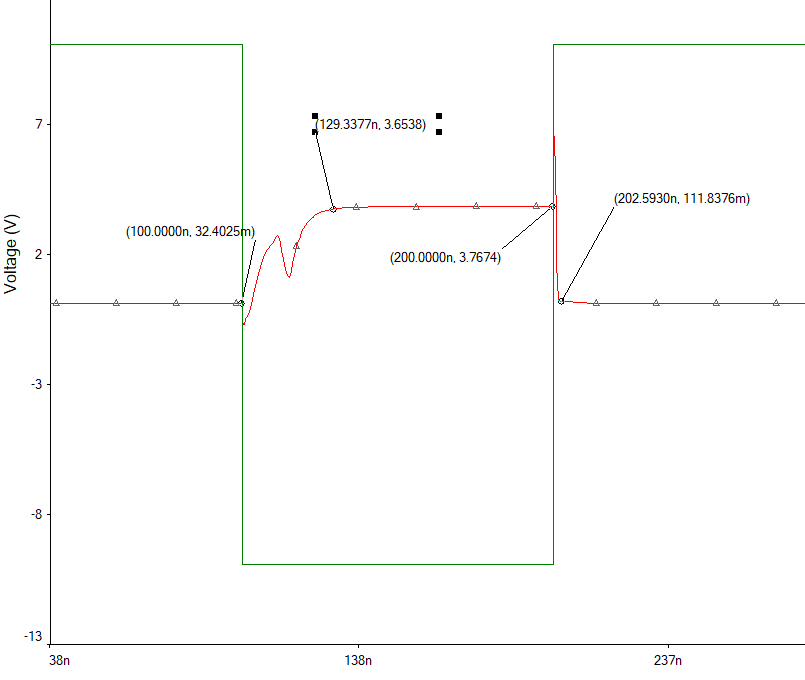 7
(129.3377n, 3.6538)
(202.5930n, 111.8376m)
(100.0000n, 32.4025m)
2
(200.0000n, 3.7674)
Voltage (V)
-3
-8
-13
38n
138n
237n